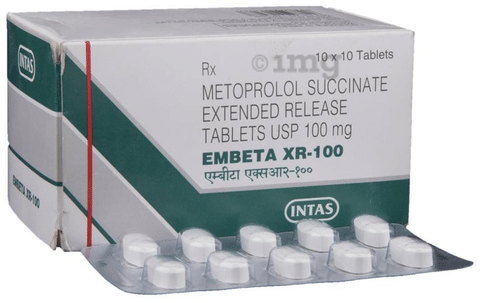 INTAS
Rx
10 x 10 Tablets
©1mg
METOPROLOL SUCCINATE
EXTENDED RELEASE
TABLETS USP 100 mg
EMBETA XR-100
एम्बीटा एक्सआर-१००
INTAS
EMBETA XR-100